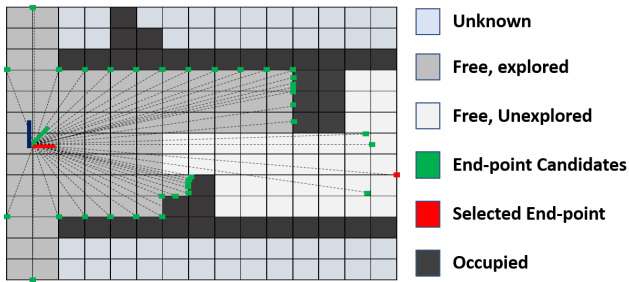 Unknown
Free, explored
Free, Unexplored
End-point Candidates
Selected End-point
Occupied